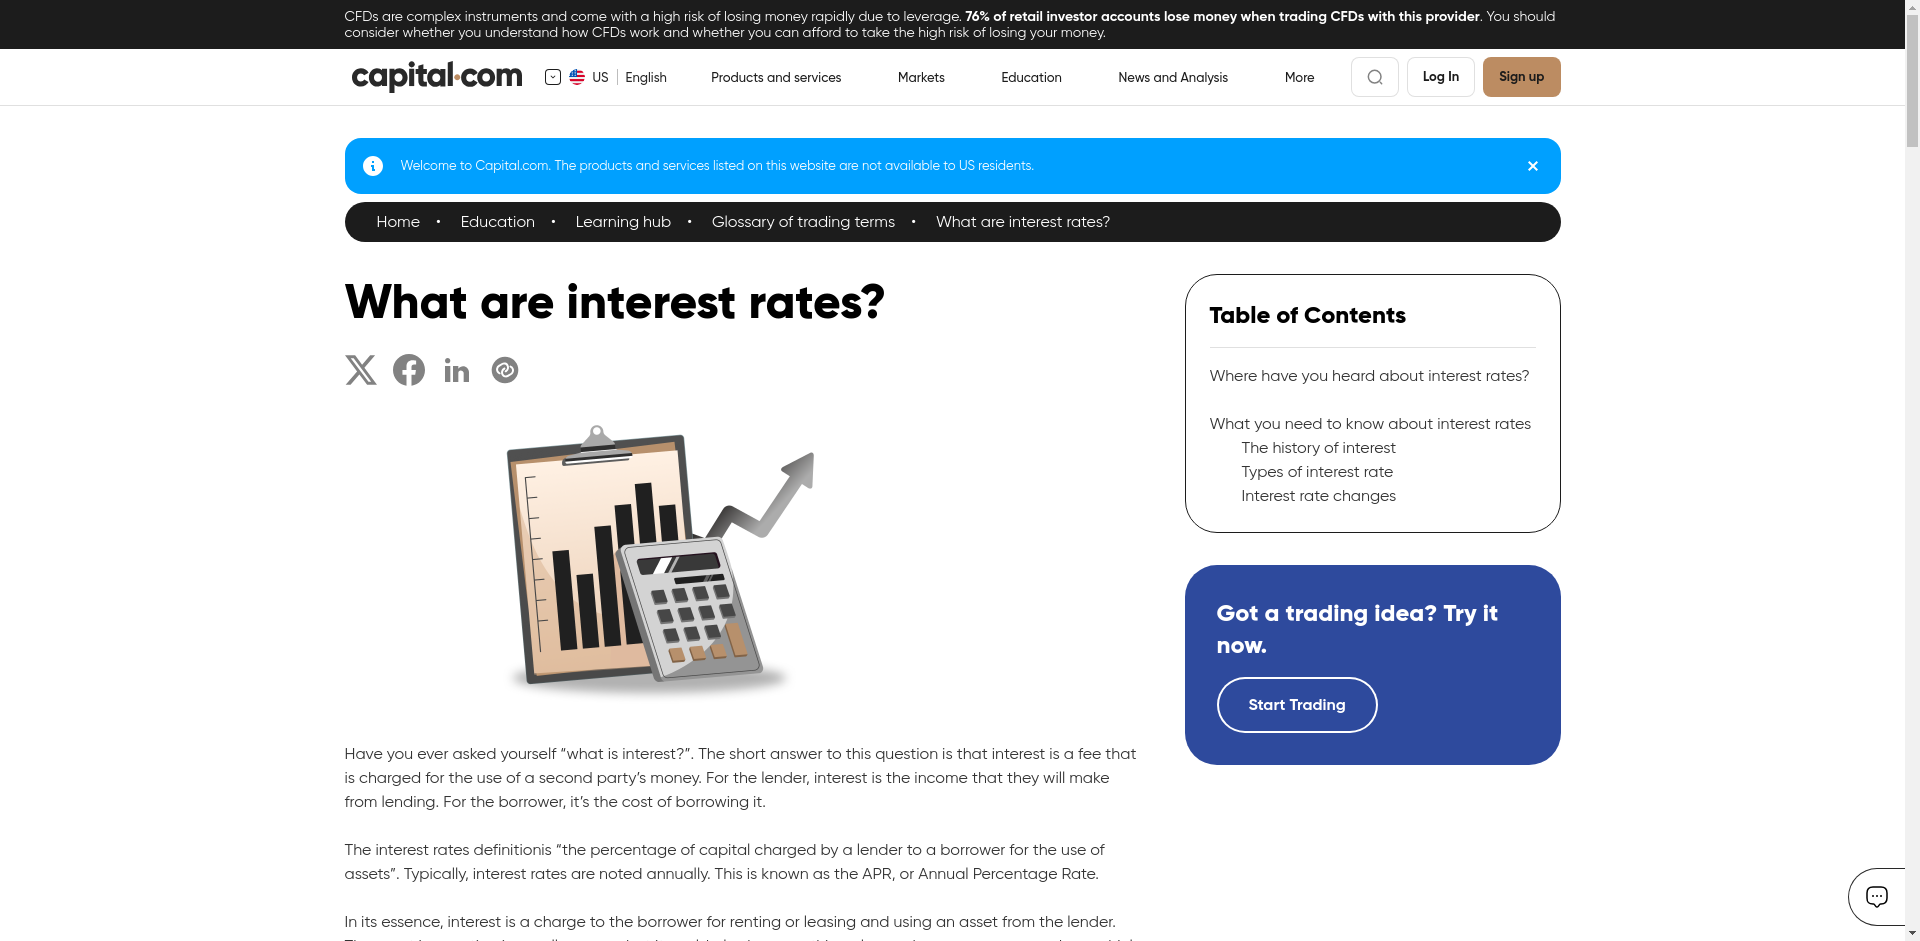 CFDs are complex instruments and come with a high risk of losing money rapidly due to leverage. 76% of retail investor accounts lose money when trading CFDs with this provider. You should
consider whether you understand how CFDs work and whether you can afford to take the high risk of losing your money.
capital.com
US
English
Products and services
Markets
Education
News and Analysis
More
Log In
Sign up
Welcome to Capital.com. The products and services listed on this website are not available to US residents.
Home • Education • Learning hub • Glossary of trading terms • What are interest rates?
What are interest rates?
Table of Contents
Where have you heard about interest rates?
What you need to know about interest rates
The history of interest
Types of interest rate
Interest rate changes
Got a trading idea? Try it
now.
Start Trading
Have you ever asked yourself “what is interest?”. The short answer to this question is that interest is a fee that
is charged for the use of a second party’s money. For the lender, interest is the income that they will make
from lending. For the borrower, it’s the cost of borrowing it.
The interest rates definitionis “the percentage of capital charged by a lender to a borrower for the use of
assets”. Typically, interest rates are noted annually. This is known as the APR, or Annual Percentage Rate.
In its essence, interest is a charge to the borrower for renting or leasing and using an asset from the lender.